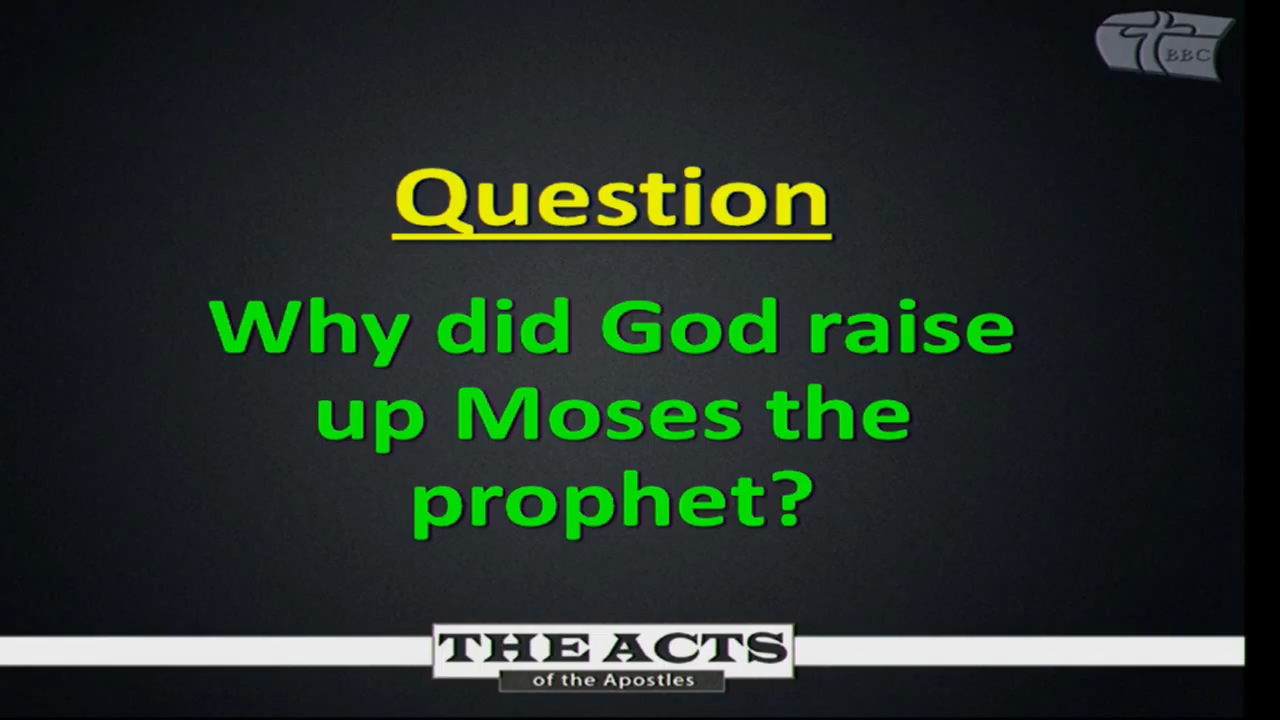 BBC
Question
Why did God raise
up Moses the
prophet?
THE ACTS
of the Apostles